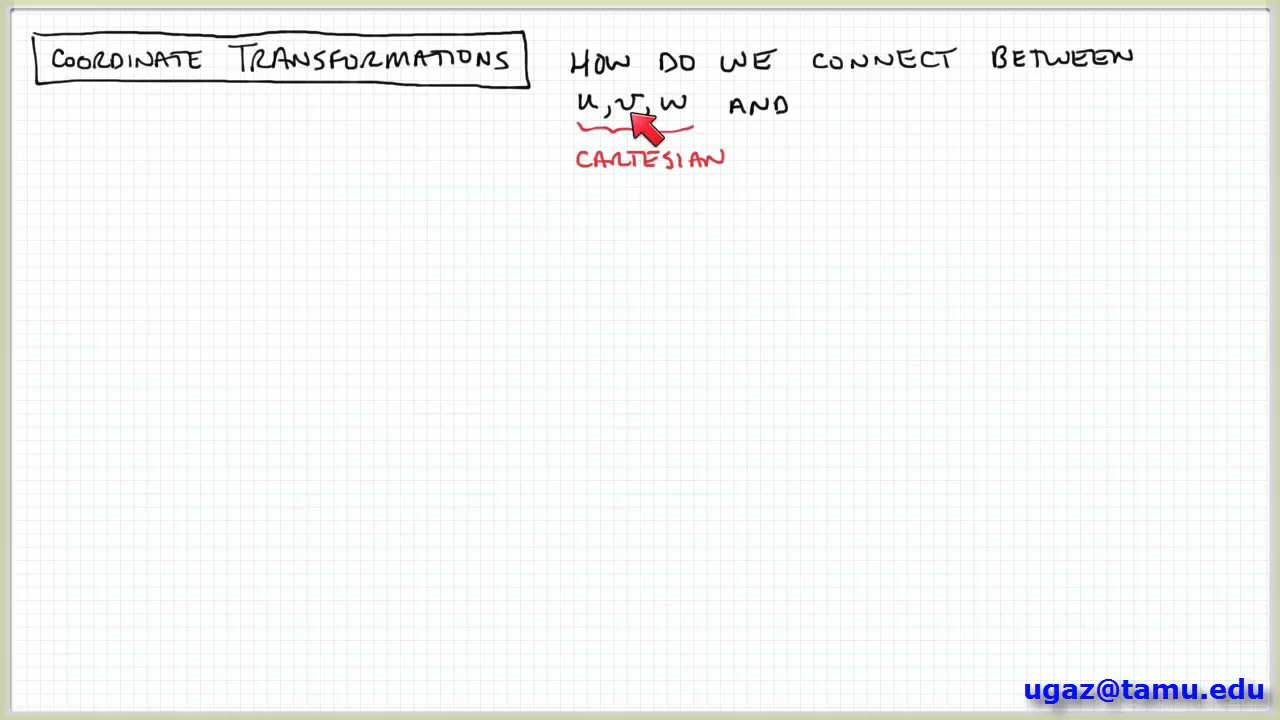 COORDINATE TRANSFORMATIONS
HOW DO WE CONNECT BETWEEN
u, v, w AND
CARTESIAN
ugaz@tamu.edu